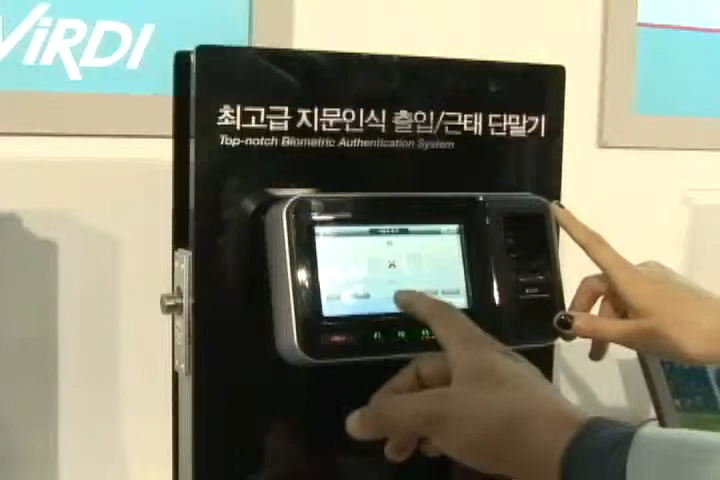 ViRDI
최고급 지문인식 출입/근태 단말기
Top-notch Biometric Authentication System